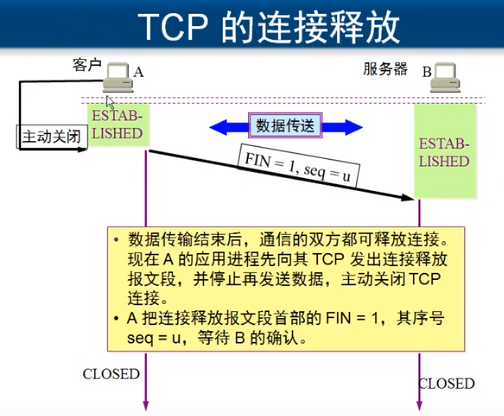 TCP 的连接释放
客户 A
服务器 B
ESTAB-
LISHED
主动关闭
数据传送
ESTAB-
LISHED
FIN = 1, seq = u
• 数据传输结束后，通信的双方都可释放连接。
现在 A 的应用进程先向其 TCP 发出连接释放
报文段，并停止再发送数据，主动关闭 TCP
连接。
• A 把连接释放报文段首部的 FIN = 1，其序号
seq = u，等待 B 的确认。
CLOSED
CLOSED